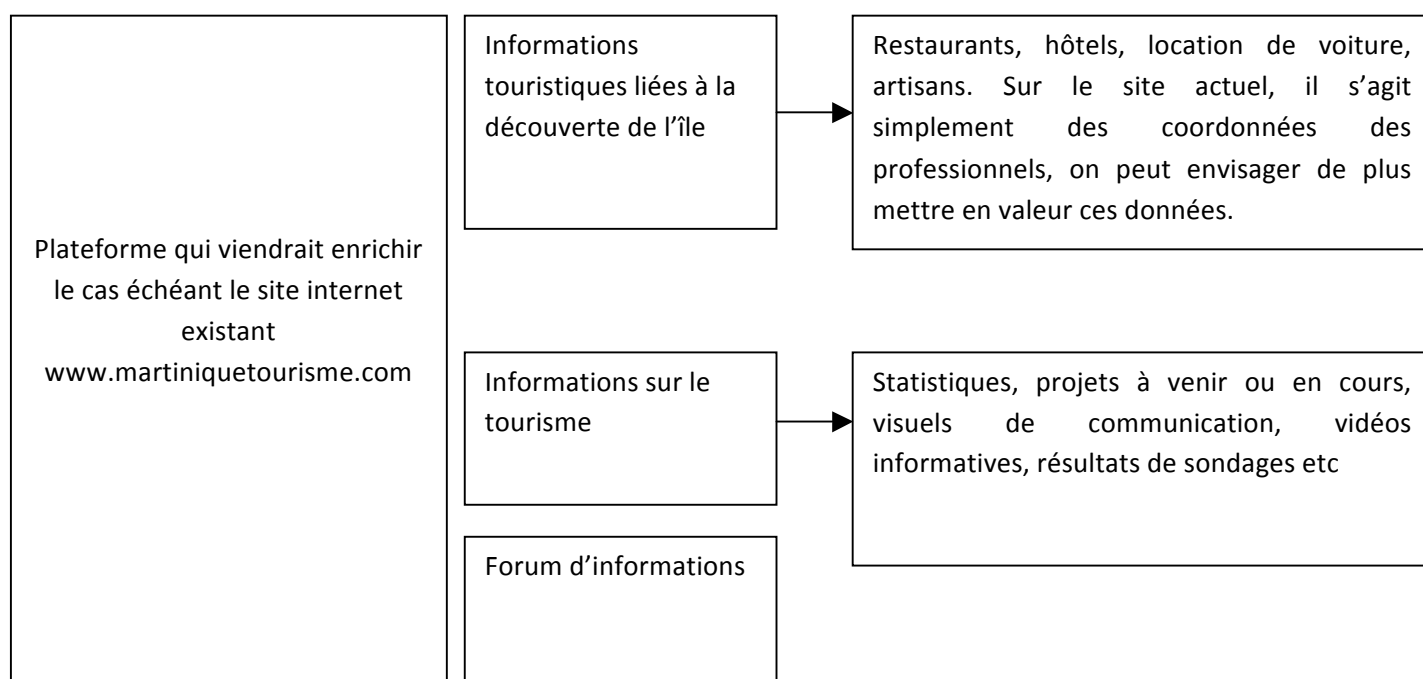 Plateforme qui viendrait enrichir
le cas échéant le site internet
existant
www.martiniquetourisme.com
Informations
touristiques liées à la
découverte de l’île
Restaurants, hôtels, location de voiture,
artisans. Sur le site actuel, il s’agit
simplement des coordonnées des
professionnels, on peut envisager de plus
mettre en valeur ces données.
Informations sur le
tourisme
Statistiques, projets à venir ou en cours,
visuels de communication, vidéos
informatives, résultats de sondages etc
Forum d’informations